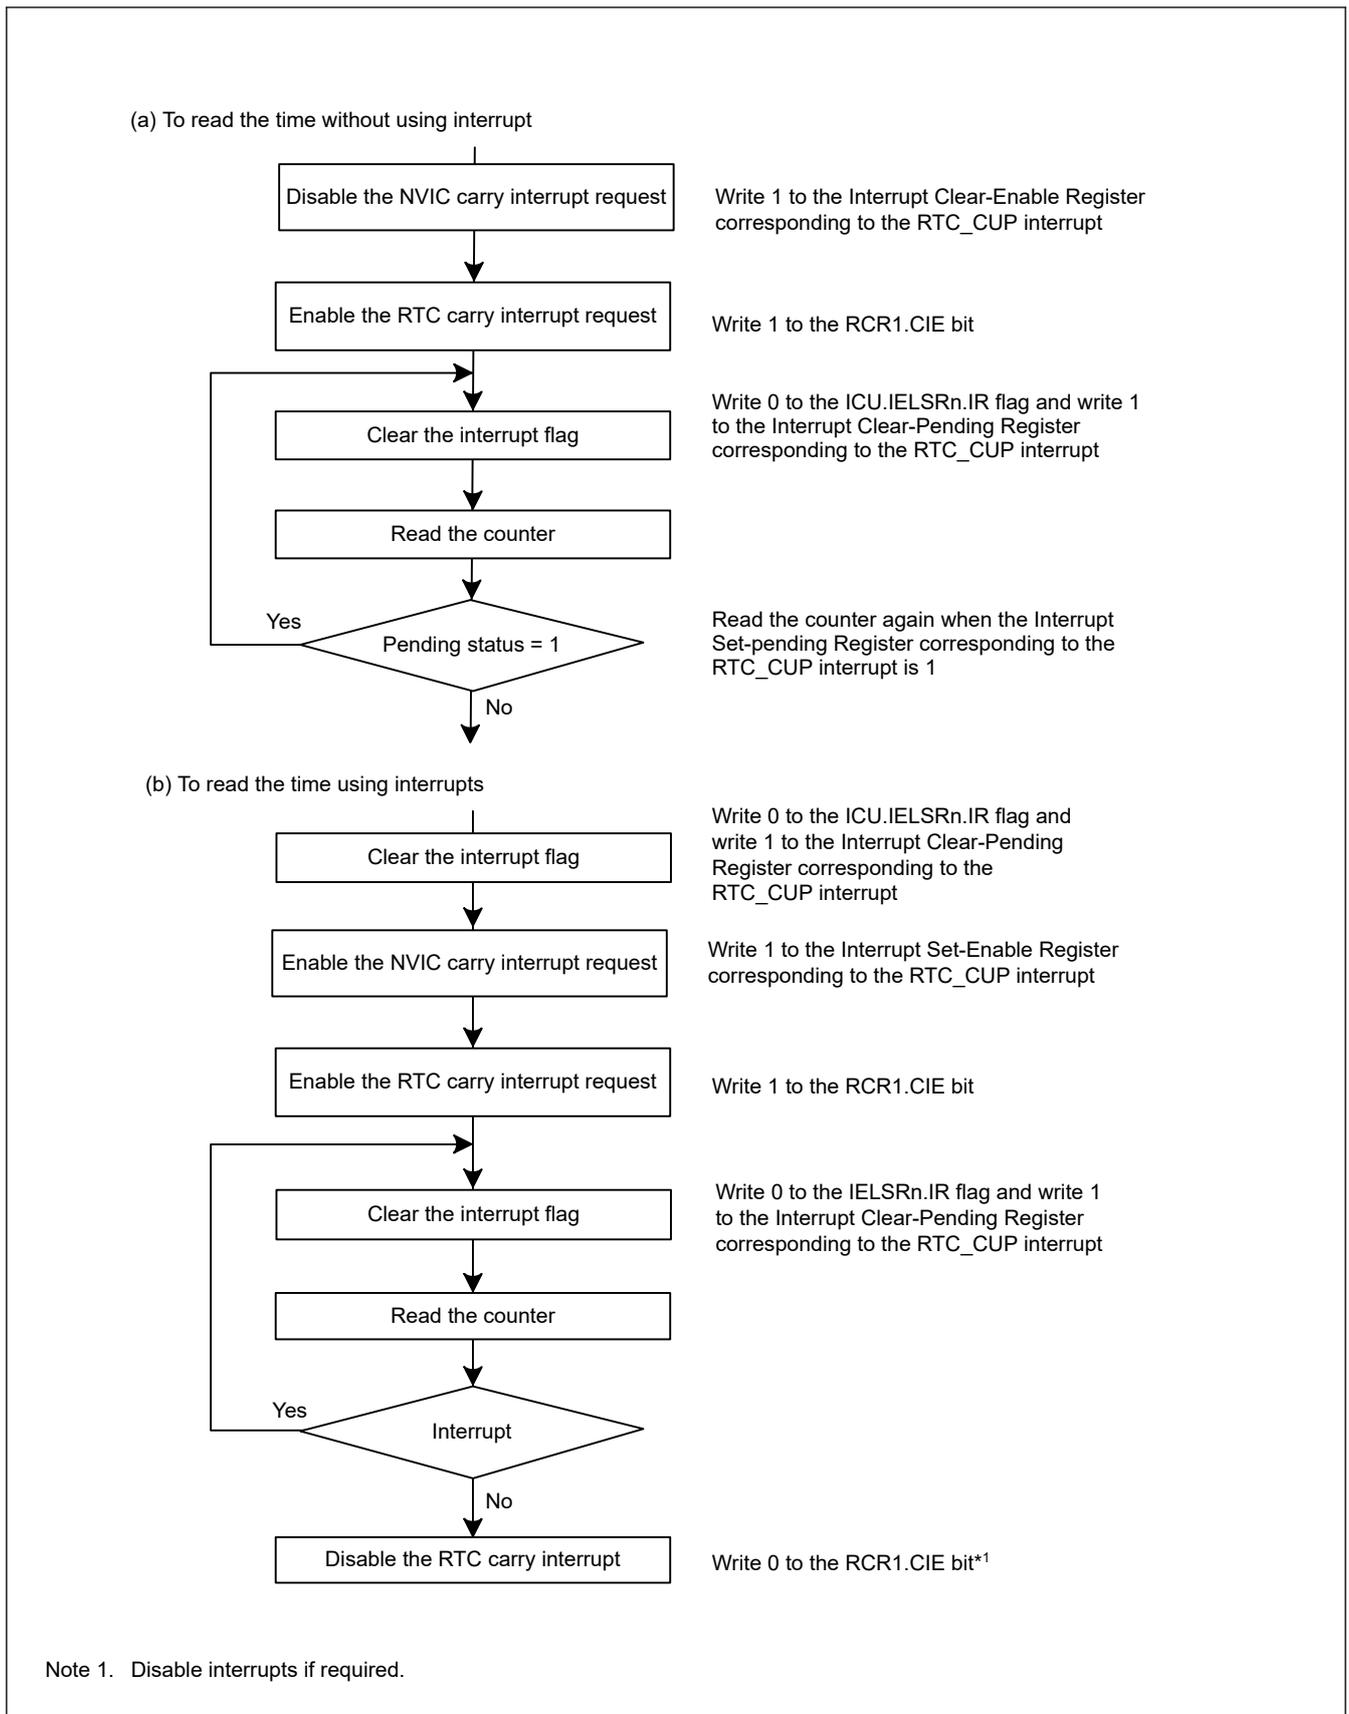 (a) To read the time without using interrupt
Disable the NVIC carry interrupt request
Write 1 to the Interrupt Clear-Enable Register
corresponding to the RTC_CUP interrupt
Enable the RTC carry interrupt request
Write 1 to the RCR1.CIE bit
Write 0 to the ICU.IELSRn.IR flag and write 1
to the Interrupt Clear-Pending Register
corresponding to the RTC_CUP interrupt
Clear the interrupt flag
Read the counter
Yes
Pending status = 1
Read the counter again when the Interrupt
Set-pending Register corresponding to the
RTC_CUP interrupt is 1
No
(b) To read the time using interrupts
Write 0 to the ICU.IELSRn.IR flag and
write 1 to the Interrupt Clear-Pending
Register corresponding to the
RTC_CUP interrupt
Clear the interrupt flag
Enable the NVIC carry interrupt request
Write 1 to the Interrupt Set-Enable Register
corresponding to the RTC_CUP interrupt
Enable the RTC carry interrupt request
Write 1 to the RCR1.CIE bit
Clear the interrupt flag
Write 0 to the IELSRn.IR flag and write 1
to the Interrupt Clear-Pending Register
corresponding to the RTC_CUP interrupt
Read the counter
Yes
Interrupt
No
Disable the RTC carry interrupt
Write 0 to the RCR1.CIE bit*1
Note 1. Disable interrupts if required.